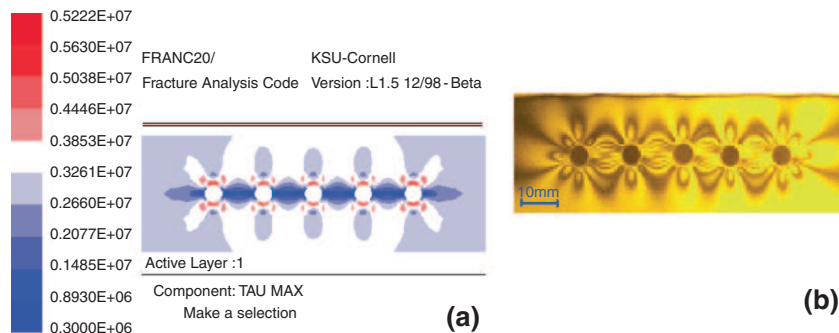 0.5222E+07
0.5630E+07
0.5038E+07
0.4446E+07
0.3853E+07
0.3261E+07
0.2660E+07
0.2077E+07
0.1485E+07
0.8930E+06
0.3000E+06
FRANC20/ KSU-Cornell
Fracture Analysis Code Version :L1.5 12/98-Beta
Active Layer :1
Component: TAU MAX
Make a selection
(a)
10mm
(b)